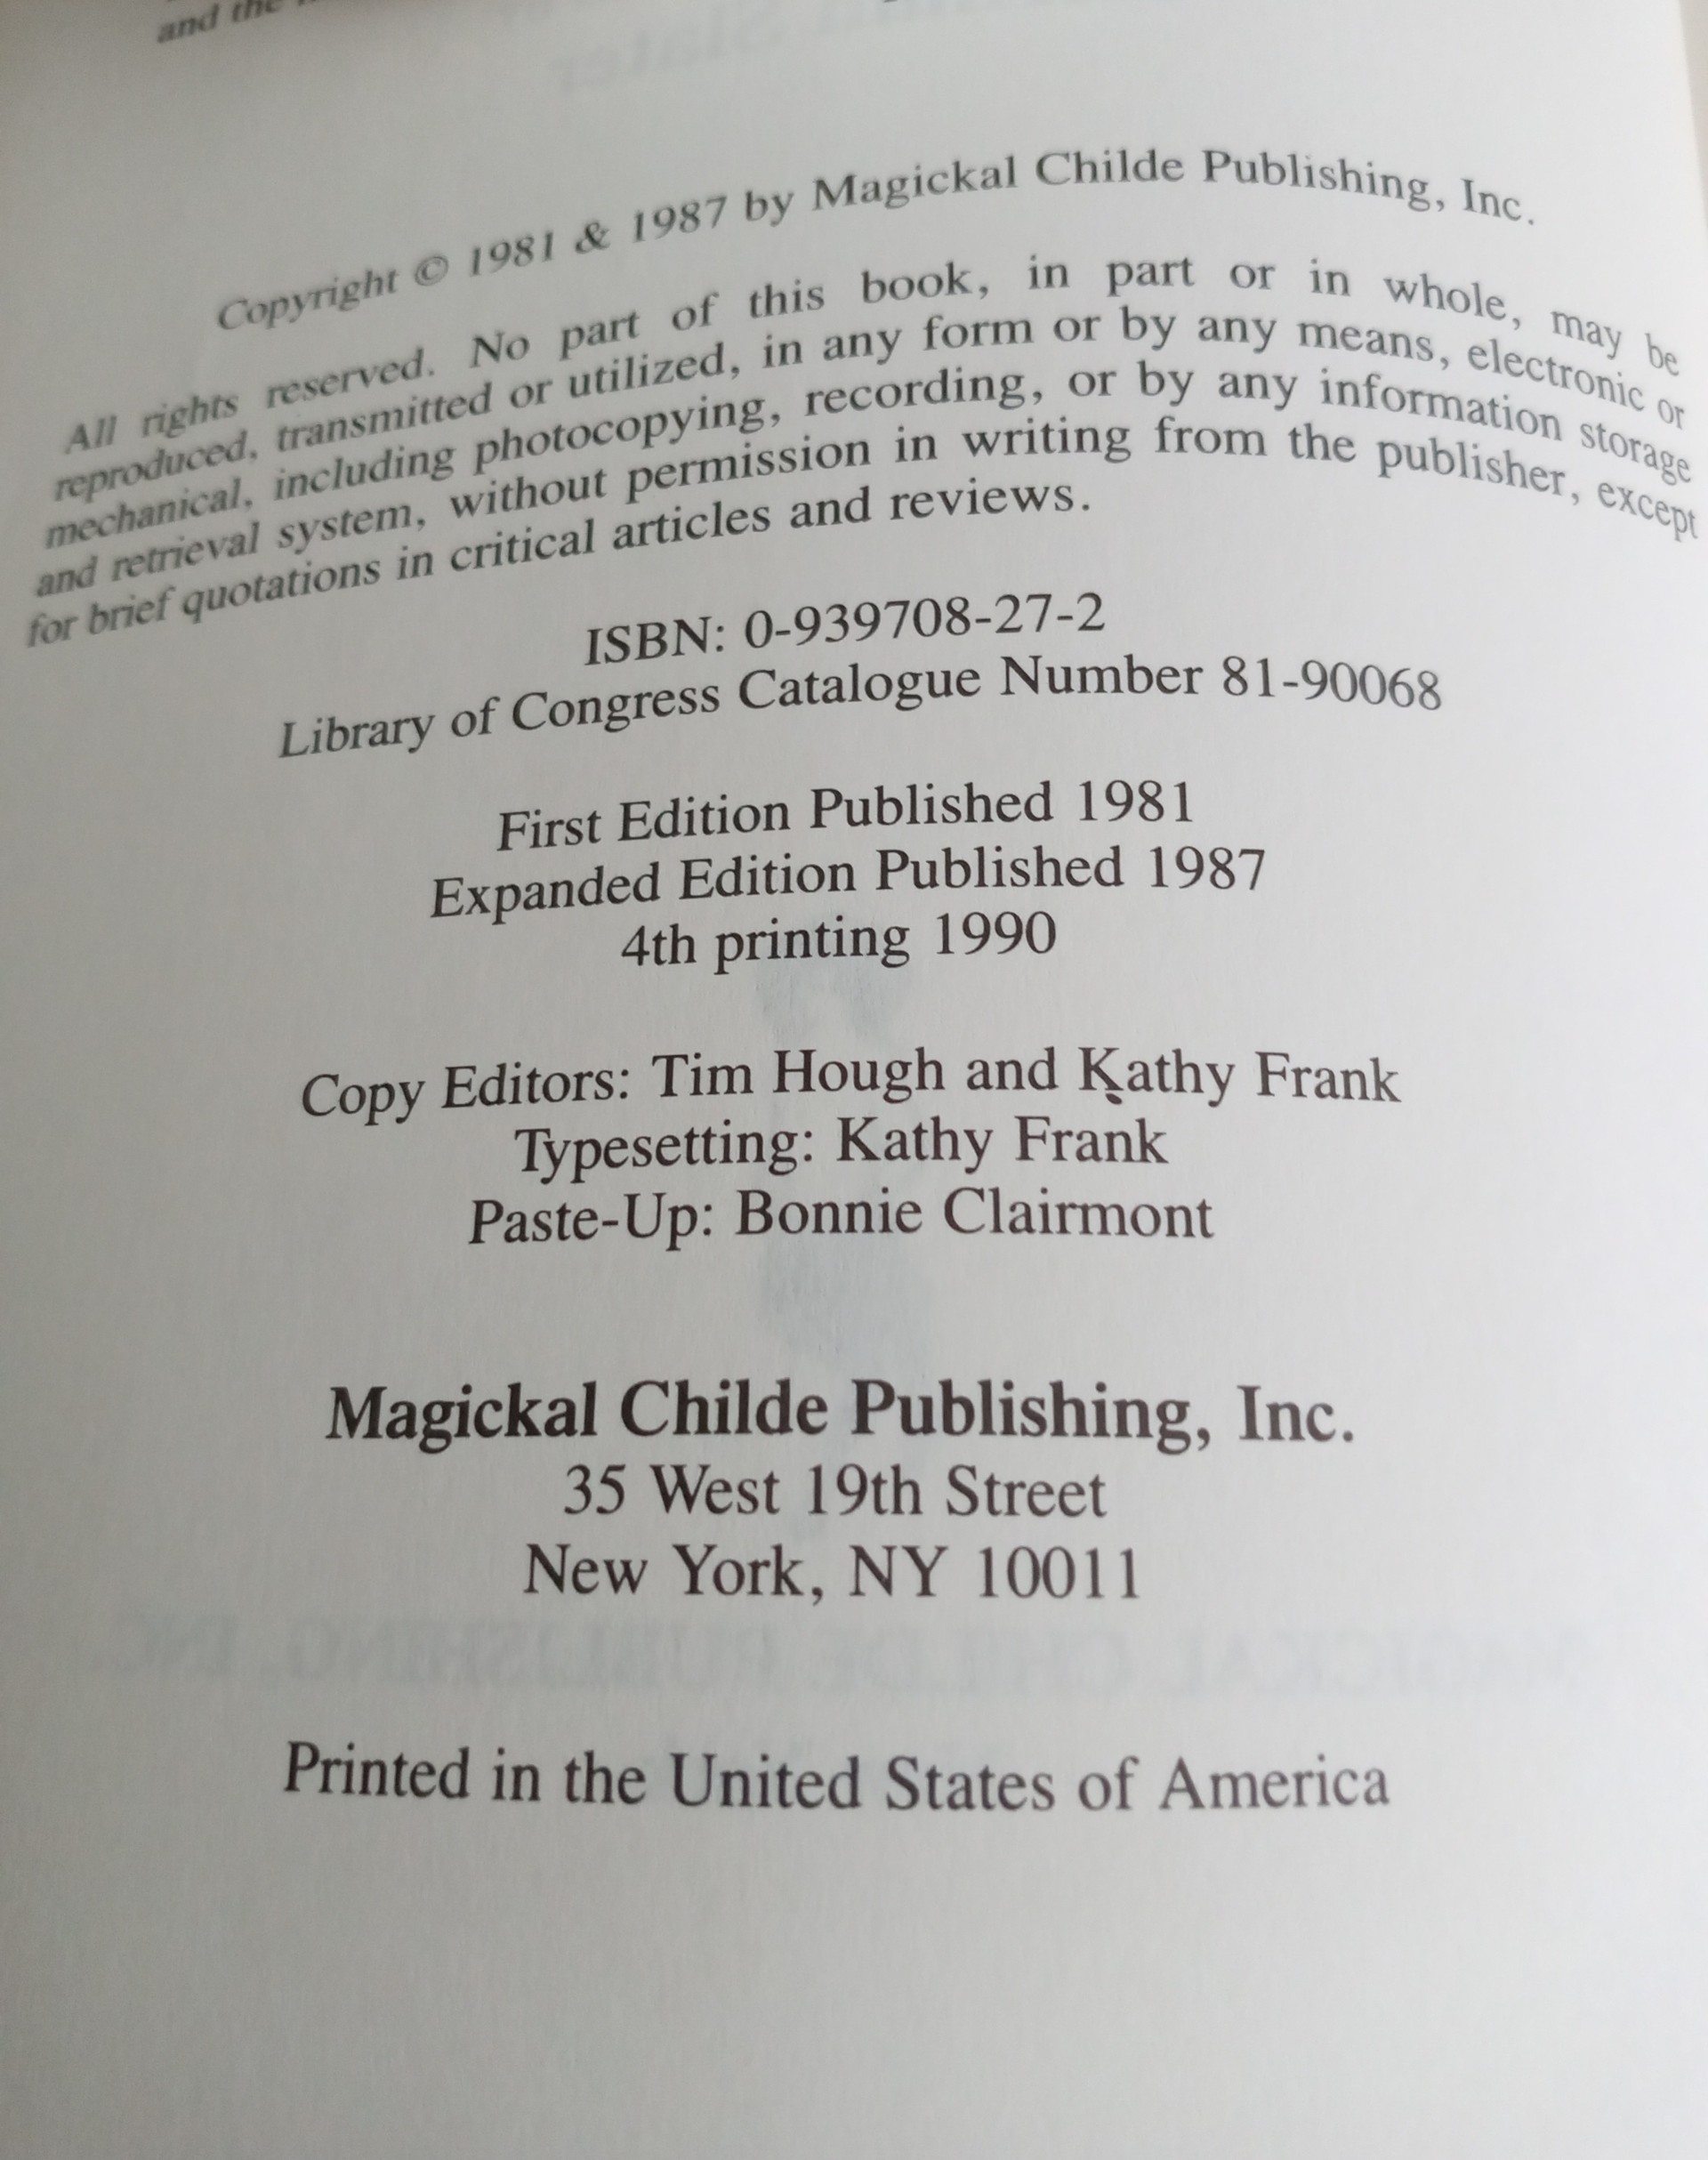 and the
Copyright © 1981 & 1987 by Magickal Childe Publishing, Inc.
All rights reserved. No part of this book, in part or in whole, may be
reproduced, transmitted or utilized, in any form or by any means, electronic or
mechanical, including photocopying, recording, or by any information storage
and retrieval system, without permission in writing from the publisher, except
for brief quotations in critical articles and reviews.
ISBN: 0-939708-27-2
Library of Congress Catalogue Number 81-90068
First Edition Published 1981
Expanded Edition Published 1987
4th printing 1990
Copy Editors: Tim Hough and Kathy Frank
Typesetting: Kathy Frank
Paste-Up: Bonnie Clairmont
Magickal Childe Publishing, Inc.
35 West 19th Street
New York, NY 10011
MAGICKAL CHILDE PUBLISHING, INC.
Printed in the United States of America